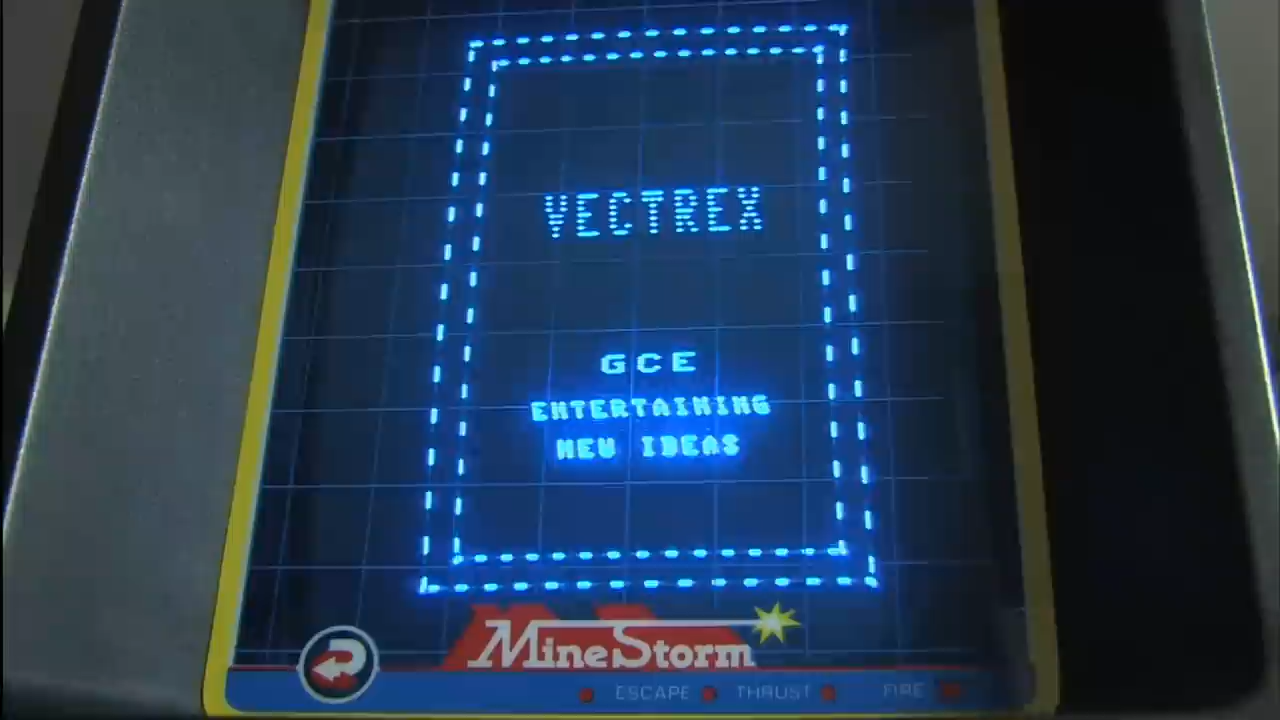 VECTREX
GCE
ENTERTAINING
NEW IDEAS
MineStorm
ESCAPE THRUST FIRE